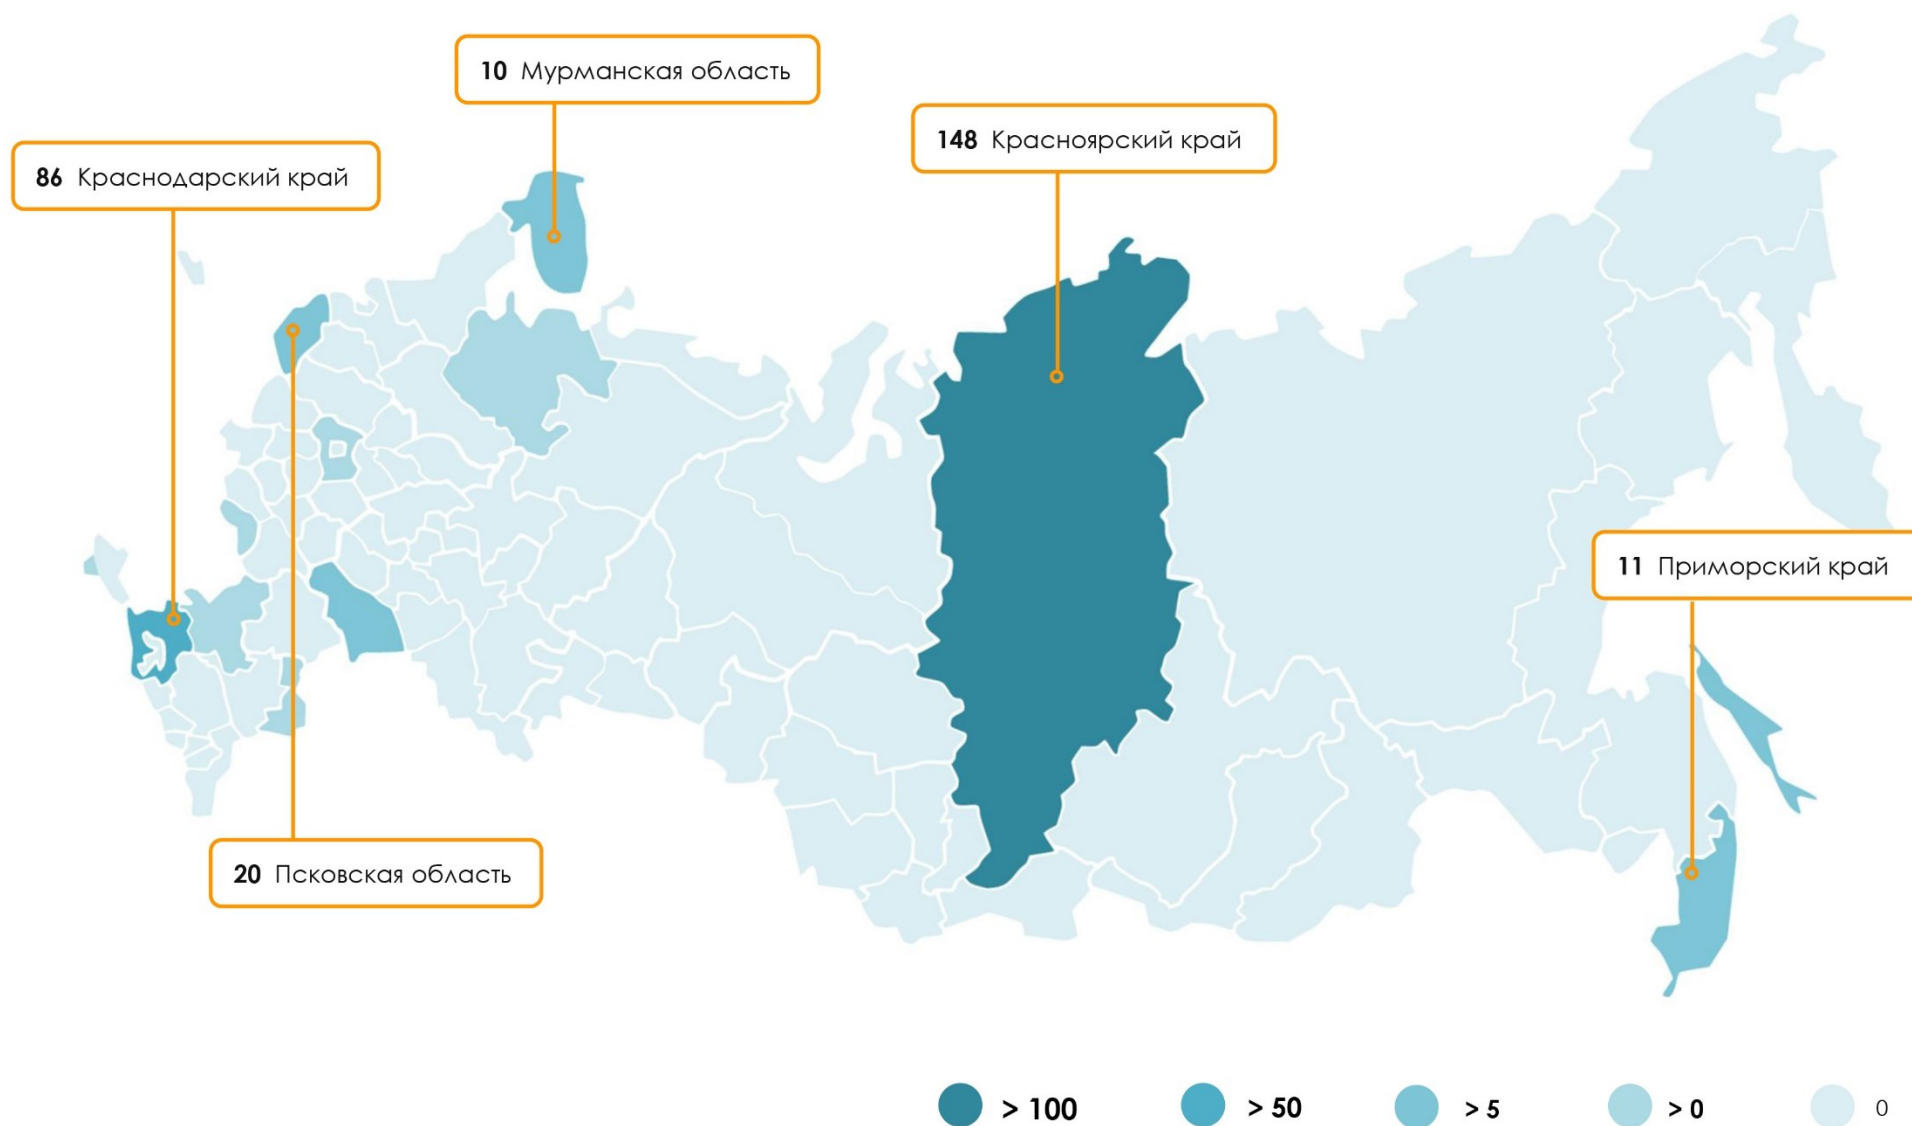 10 Мурманская область
148 Красноярский край
86 Краснодарский край
11 Приморский край
20 Псковская область
> 100
> 50
> 5
> 0
0